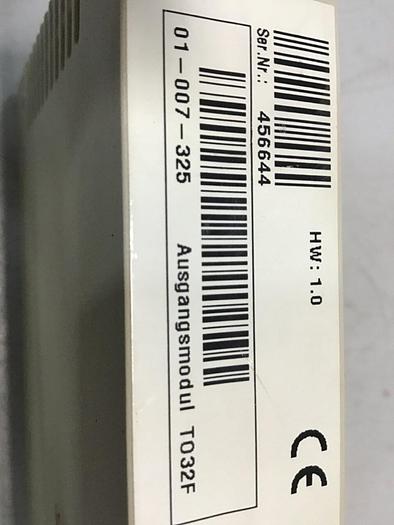 Ser.Nr.: 456644
HW: 1.0
01-007-325 Ausgangsmodul TO32F
CE